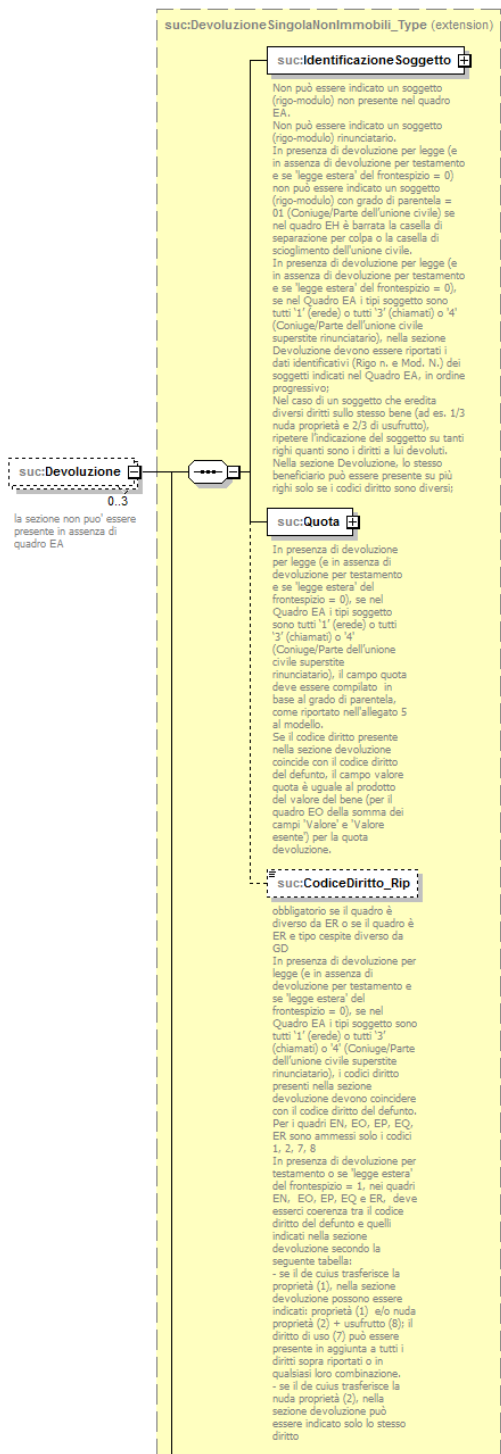 suc:DevoluzioneSingolaNonImmobili_Type (extension)
suc:IdentificazioneSoggetto
Non può essere indicato un soggetto
(rigo-modulo) non presente nel quadro
EA.
Non può essere indicato un soggetto
(rigo-modulo) rinunciatario.
In presenza di devoluzione per legge (e
in assenza di devoluzione per testamento
e se 'legge estera' del frontespizio = 0)
non può essere indicato un soggetto
(rigo-modulo) con grado di parentela =
01 (Coniuge/Parte dell'unione civile) se
nel quadro EH è barrata la casella di
separazione per colpa o la casella di
scioglimento dell'unione civile.
In presenza di devoluzione per legge (e
in assenza di devoluzione per testamento
e se 'legge estera' del frontespizio = 0),
se nel Quadro EA i tipi soggetto sono
tutti '1' (erede) o tutti '3' (chiamati) o '4'
(Coniuge/Parte dell'unione civile
superstite rinunciatario), nella sezione
Devoluzione devono essere riportati i
dati identificativi (Rigo n. e Mod. N.) dei
soggetti indicati nel Quadro EA, in ordine
progressivo;
Nel caso di un soggetto che eredita
diversi diritti sullo stesso bene (ad es. 1/3
nuda proprietà e 2/3 di usufrutto),
ripetere l'indicazione del soggetto su tanti
righi quanti sono i diritti a lui devoluti.
Nella sezione Devoluzione, lo stesso
beneficiario può essere presente su più
righi solo se i codici diritto sono diversi;
suc:Devoluzione
0..3
la sezione non puo' essere
presente in assenza di
quadro EA
suc:Quota
In presenza di devoluzione
per legge (e in assenza di
devoluzione per testamento
e se 'legge estera' del
frontespizio = 0), se nel
Quadro EA i tipi soggetto
sono tutti '1' (erede) o tutti
'3' (chiamati) o '4'
(Coniuge/Parte dell'unione
civile superstite
rinunciatario), il campo quota
deve essere compilato in
base al grado di parentela,
come riportato nell'allegato 5
al modello.
Se il codice diritto presente
nella sezione devoluzione
coincide con il codice diritto
del defunto, il campo valore
quota è uguale al prodotto
del valore del bene (per il
quadro EO della somma dei
campi 'Valore' e 'Valore
esente') per la quota
devoluzione.
suc:CodiceDiritto_Rip
obbligatorio se il quadro è
diverso da ER o se il quadro è
ER e tipo cespite diverso da
GD
In presenza di devoluzione per
legge (e in assenza di
devoluzione per testamento e
se 'legge estera' del
frontespizio = 0), se nel
Quadro EA i tipi soggetto sono
tutti '1' (erede) o tutti '3'
(chiamati) o '4' (Coniuge/Parte
dell'unione civile superstite
rinunciatario), i codici diritto
presenti nella sezione
devoluzione devono coincidere
con il codice diritto del defunto.
Per i quadri EN, EO, EP, EQ,
ER sono ammessi solo i codici
1, 2, 7, 8
In presenza di devoluzione per
testamento o se 'legge estera'
del frontespizio = 1, nei quadri
EN, EO, EP, EQ e ER, deve
esserci coerenza tra il codice
diritto del defunto e quelli
indicati nella sezione
devoluzione secondo la
seguente tabella:
- se il de cuius trasferisce la
proprietà (1), nella sezione
devoluzione possono essere
indicati: proprietà (1) e/o nuda
proprietà (2) + usufrutto (8); il
diritto di uso (7) può essere
presente in aggiunta a tutti i
diritti sopra riportati o in
qualsiasi loro combinazione.
- se il de cuius trasferisce la
nuda proprietà (2), nella
sezione devoluzione può
essere indicato solo lo stesso
diritto